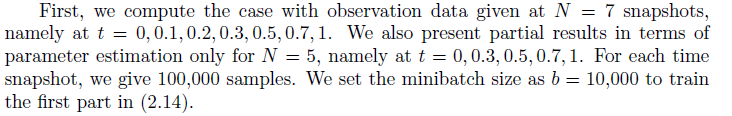 First, we compute the case with observation data given at N = 7 snapshots,
namely at t = 0, 0.1, 0.2, 0.3, 0.5, 0.7, 1. We also present partial results in terms of
parameter estimation only for N = 5, namely at t = 0, 0.3, 0.5, 0.7, 1. For each time
snapshot, we give 100,000 samples. We set the minibatch size as b = 10,000 to train
the first part in (2.14).